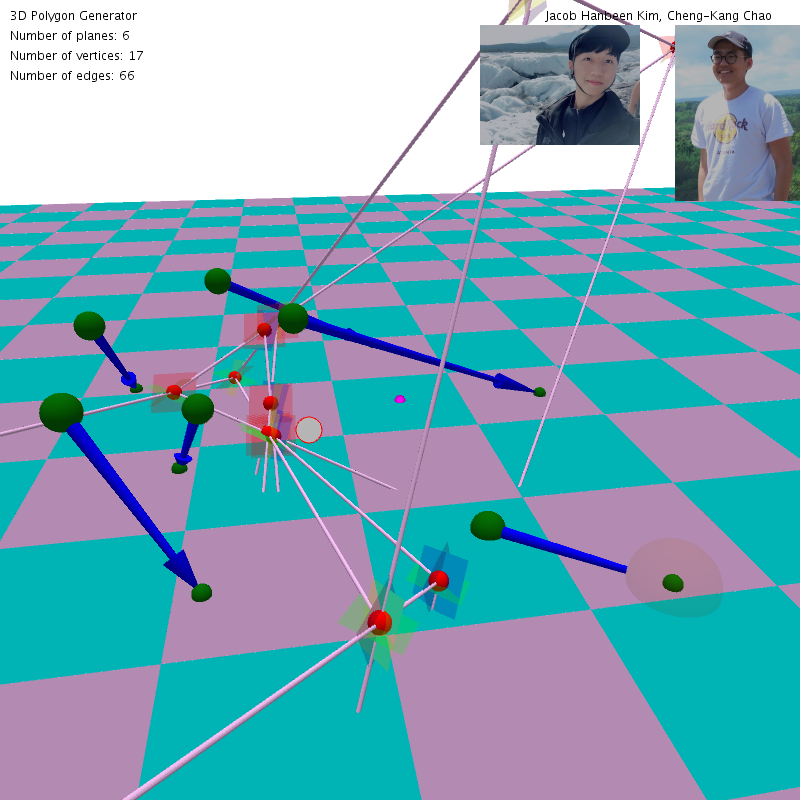 3D Polygon Generator
Jacob Hanbeen Kim, Cheng-Kang Chao
Number of planes: 6
Number of vertices: 17
Number of edges: 66